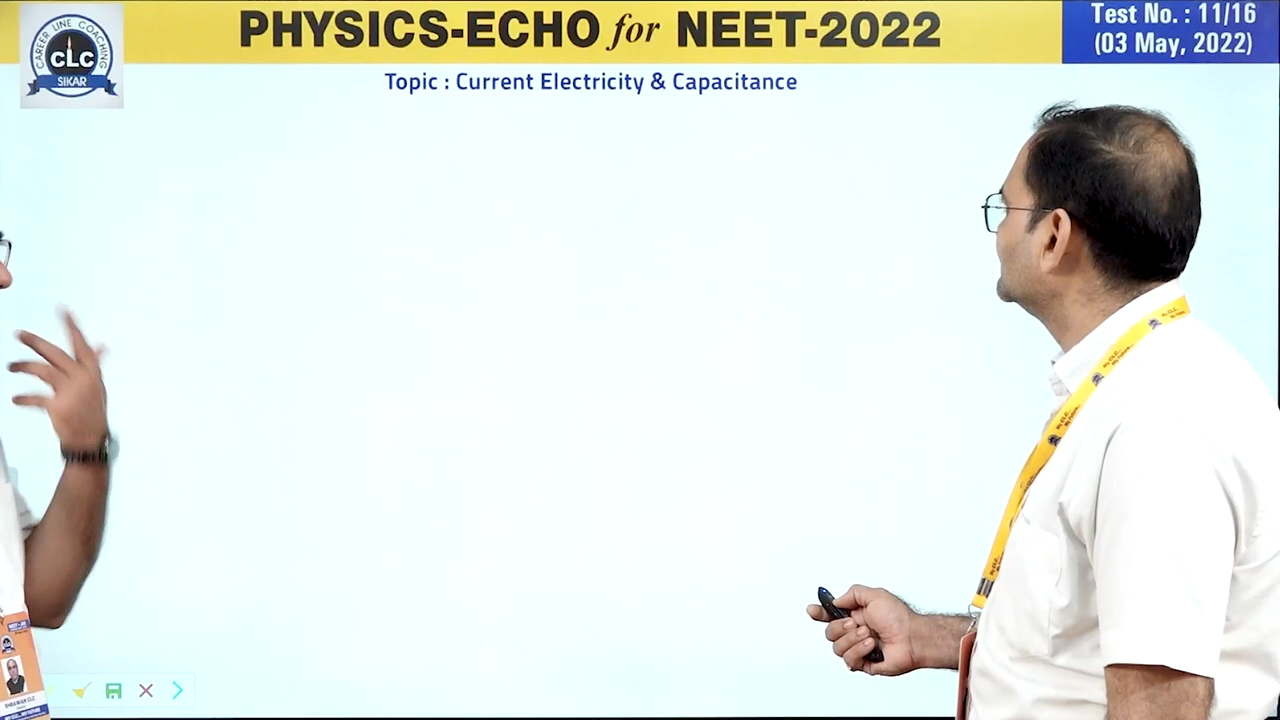 PHYSICS-ECHO for NEET-2022
Test No. : 11/16
(03 May, 2022)
CAREER LINE COACHING
CLC
SIKAR
Topic : Current Electricity & Capacitance